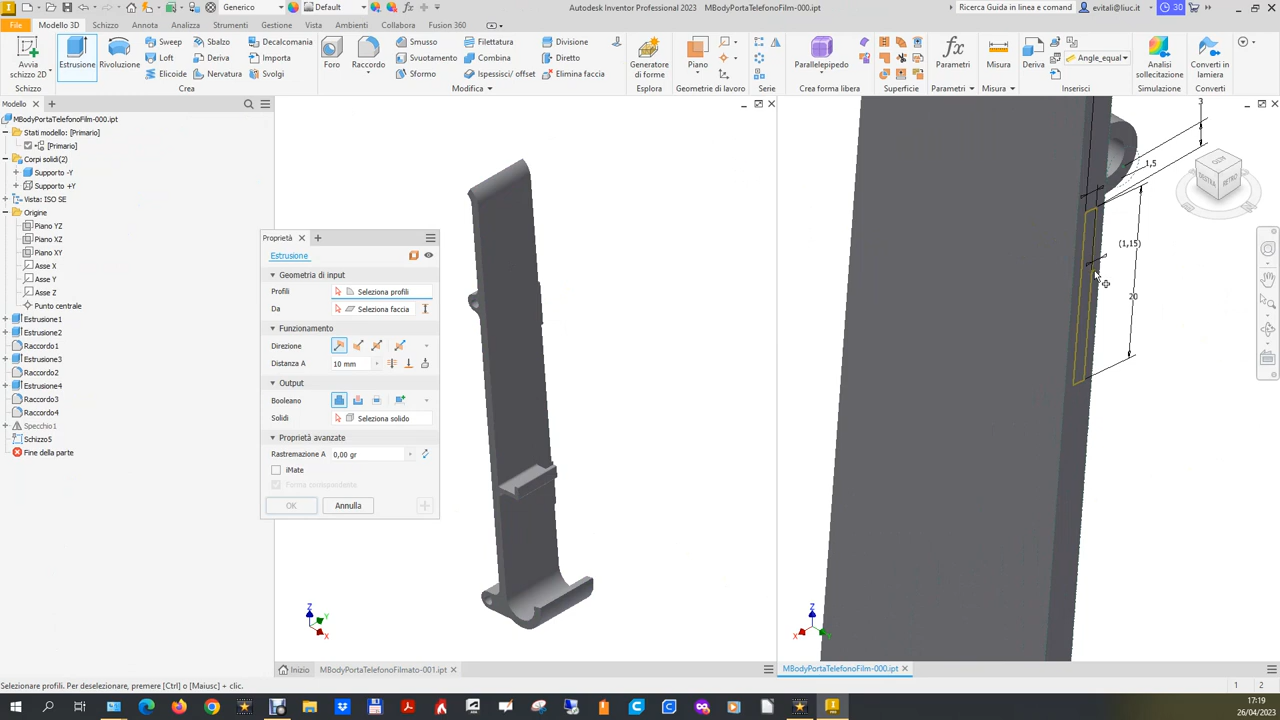 Generico
Default
Autodesk Inventor Professional 2023
MBodyPortaTelefonoFilm-000.ipt
Ricerca Guida in linea e comandi
evitali@liuc.it
30
File
Modello 3D
Schizzo
Annota
Analizza
Strumenti
Gestione
Vista
Ambienti
Collabora
Fusion 360
Avvia
schizzo 2D
Estrusione
Rivoluzione
Sweep
Loft
Elicoide
Sbalzo
Deriva
Nervatura
Decalcomania
Importa
Svolgi
Foro
Raccordo
Smusso
Svuotamento
Sformo
Filettatura
Combina
Ispessisci/ offset
Divisione
Diretto
Elimina faccia
Generatore
di forme
Piano
Parallelepipedo
Parametri
Misura
Deriva
Angle_equal
Analisi
sollecitazione
Converti in
lamiera
Schizzo
Crea
Modifica
Esplora
Geometrie di lavoro
Serie
Crea forma libera
Superficie
Parametri
Misura
Inserisci
Simulazione
Converti
Modello
MBodyPortaTelefonoFilm-000.ipt
Stati modello: [Primario]
[Primario]
Corpi solidi(2)
Supporto -Y
Supporto +Y
Vista: ISO SE
Origine
Piano YZ
Piano XZ
Piano XY
Asse X
Asse Y
Asse Z
Punto centrale
Estrusione1
Estrusione2
Raccordo1
Estrusione3
Raccordo2
Estrusione4
Raccordo3
Raccordo4
Specchio1
Schizzo5
Fine della parte
Proprietà
Estrusione
Geometria di input
Profili
Seleziona profili
Da
Seleziona faccia
Funzionamento
Direzione
Distanza A
10 mm
Output
Booleano
Solidi
Seleziona solido
Proprietà avanzate
Rastremazione A
0,00 gr
iMate
Forma corrispondente
OK
Annulla
3
1,5
(1,15)
20
SINISTRA
RETRO
Z
Y
X
Z
X
Y
Inizio
MBodyPortaTelefonoFilmato-001.ipt
MBodyPortaTelefonoFilm-000.ipt
Selezionare profili. Per deselezionare, premere [Ctrl] o [Maiusc] + clic.
1
2
17:19
26/04/2023